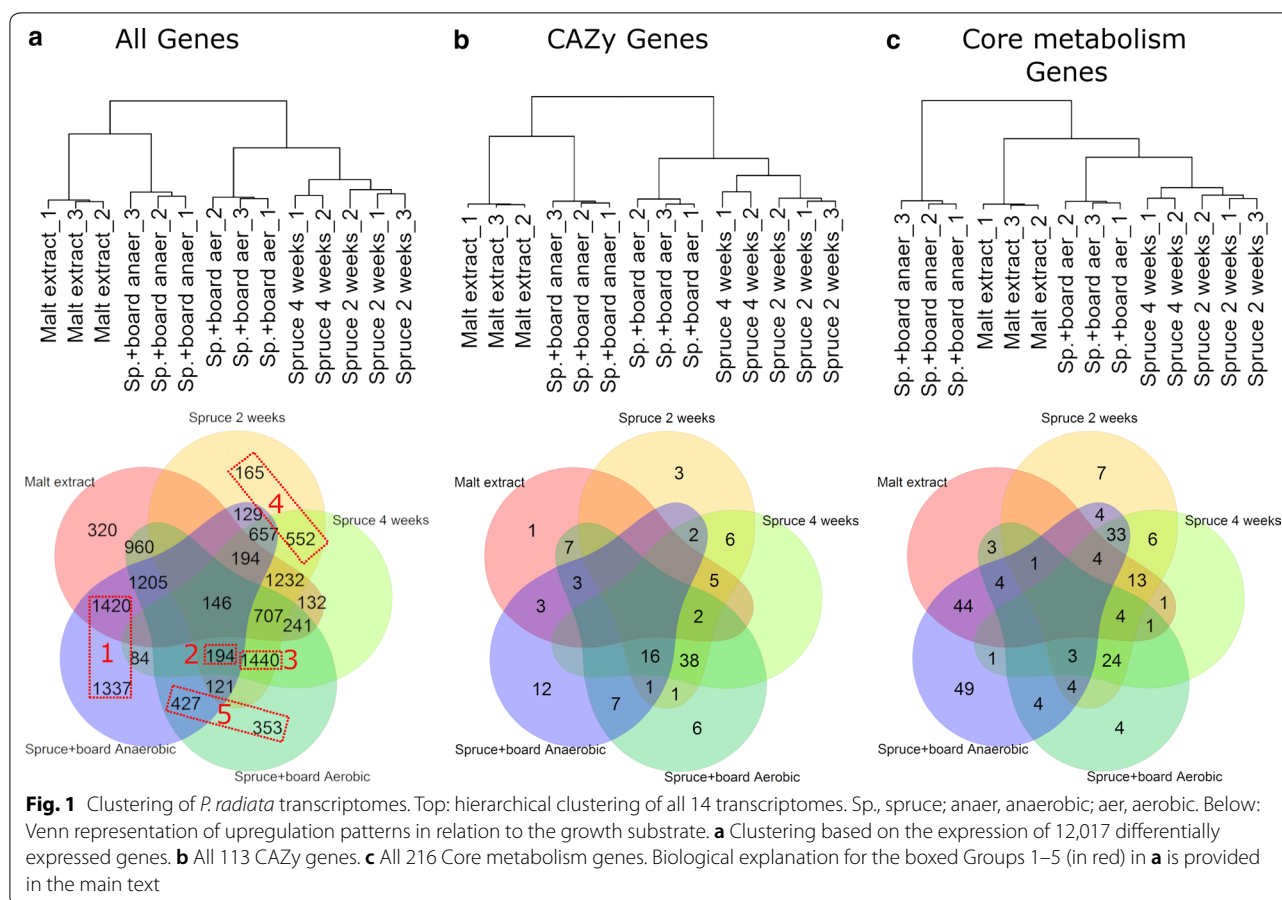 a All Genes
b CAZy Genes
c Core metabolism
Genes
Malt extract_1
Malt extract_3
Malt extract_2
Sp.+board anaer_3
Sp.+board anaer_2
Sp.+board anaer_1
Sp.+board aer_2
Sp.+board aer_3
Sp.+board aer_1
Spruce 4 weeks_1
Spruce 4 weeks_2
Spruce 2 weeks_2
Spruce 2 weeks_1
Spruce 2 weeks_3
Malt extract_1
Malt extract_3
Malt extract_2
Sp.+board anaer_3
Sp.+board anaer_2
Sp.+board anaer_1
Sp.+board aer_2
Sp.+board aer_3
Sp.+board aer_1
Spruce 4 weeks_1
Spruce 4 weeks_2
Spruce 2 weeks_2
Spruce 2 weeks_1
Spruce 2 weeks_3
Sp.+board anaer_3
Sp.+board anaer_2
Sp.+board anaer_1
Malt extract_1
Malt extract_3
Malt extract_2
Sp.+board aer_2
Sp.+board aer_3
Sp.+board aer_1
Spruce 4 weeks_1
Spruce 4 weeks_2
Spruce 2 weeks_2
Spruce 2 weeks_1
Spruce 2 weeks_3
Spruce 2 weeks
Malt extract
Spruce 4 weeks
165
4
129
320
657
552
960
194
1205
1232
146
132
1420
707
241
1
84
2
194
1440
3
1337
121
427
5
353
Spruce+board Anaerobic
Spruce+board Aerobic
Spruce 2 weeks
Malt extract
Spruce 4 weeks
3
1
2
6
7
3
5
3
2
16
38
12
1
1
7
6
Spruce+board Anaerobic
Spruce+board Aerobic
Spruce 2 weeks
Malt extract
Spruce 4 weeks
7
4
33
6
3
1
4
4
13
44
4
1
1
1
3
24
49
4
4
4
Spruce+board Anaerobic
Spruce+board Aerobic
Fig. 1 Clustering of P. radiata transcriptomes. Top: hierarchical clustering of all 14 transcriptomes. Sp., spruce; anaer, anaerobic; aer, aerobic. Below:
Venn representation of upregulation patterns in relation to the growth substrate. a Clustering based on the expression of 12,017 differentially
expressed genes. b All 113 CAZy genes. c All 216 Core metabolism genes. Biological explanation for the boxed Groups 1–5 (in red) in a is provided
in the main text